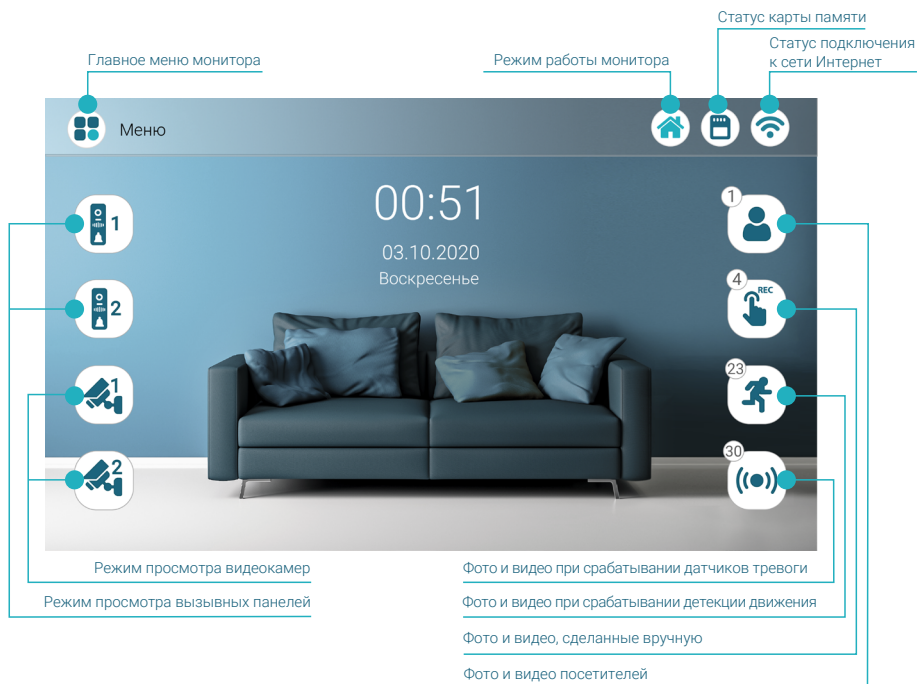 Статус карты памяти
Статус подключения
к сети Интернет
Главное меню монитора
Режим работы монитора
Меню
00:51
03.10.2020
Воскресенье
1
2
1
2
1
4
REC
23
30
Режим просмотра видеокамер
Режим просмотра вызывных панелей
Фото и видео при срабатывании датчиков тревоги
Фото и видео при срабатывании детекции движения
Фото и видео, сделанные вручную
Фото и видео посетителей